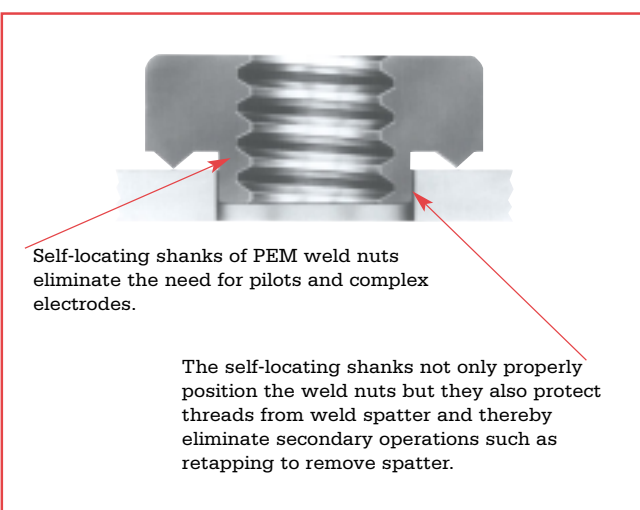 Self-locating shanks of PEM weld nuts
eliminate the need for pilots and complex
electrodes.
The self-locating shanks not only properly
position the weld nuts but they also protect
threads from weld spatter and thereby
eliminate secondary operations such as
retapping to remove spatter.